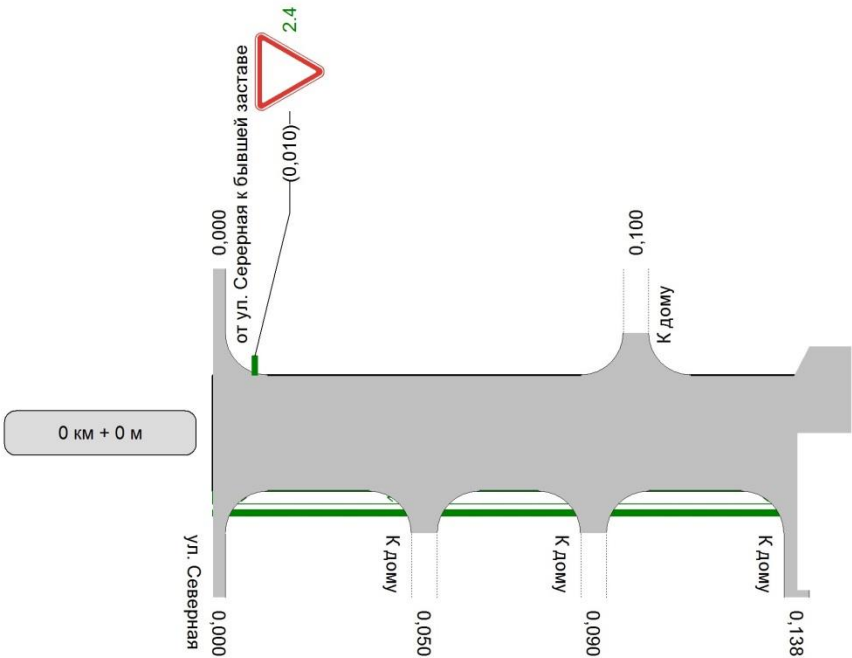 2.4
от ул. Серерная к бывшей заставе
(0,010)
0,000
0,100
К дому
0 км + 0 м
ул. Северная
К дому
К дому
К дому
0,000
0,050
0,090
0,138